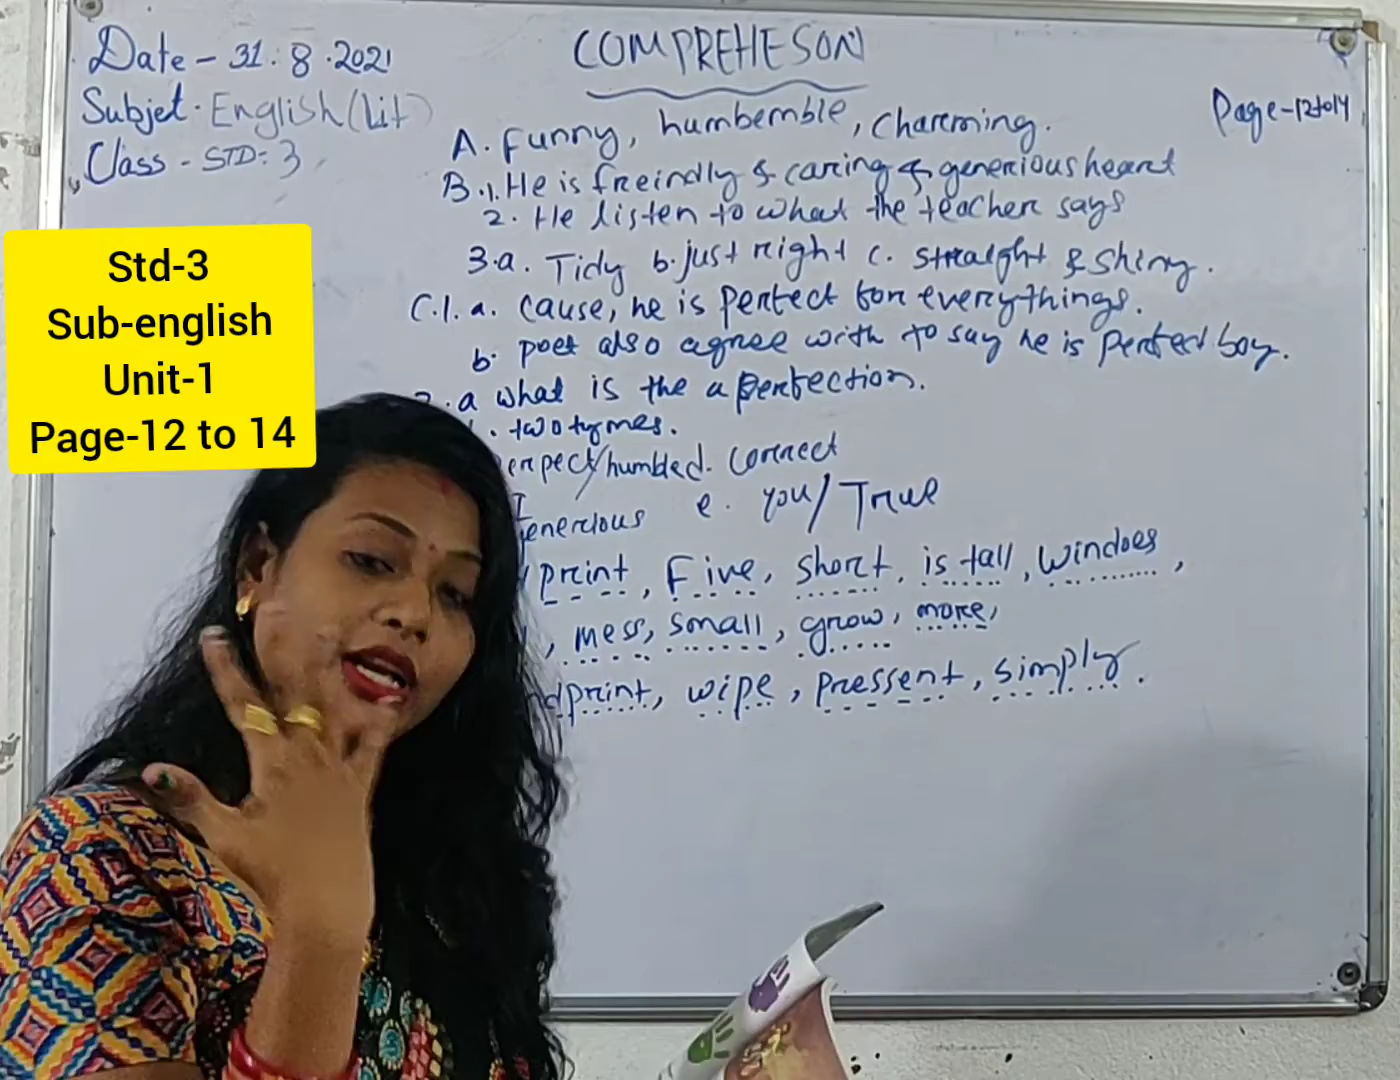 Date - 31.8.2021
Subjet. English (Lit)
Class - STD: 3
COMPREHESON
Page-12to14
A. Funny, humbemble, Charming.
B.1. He is freindly & caring & generious heart
2. He listen to what the teacher says
3.a. Tidy b. just right c. straight & Shiny.
C.1. a. cause, he is perfect for everythings.
b. poet also agree with to say he is perfect boy.
.a what is the a perfection.
. two tymes.
erpect/humbled. Correct
enerious e. you/True
print, Five, short, is tall, windoes,
, mess, small, grow, more,
dprint, wipe, pressent, simply.
Std-3
Sub-english
Unit-1
Page-12 to 14